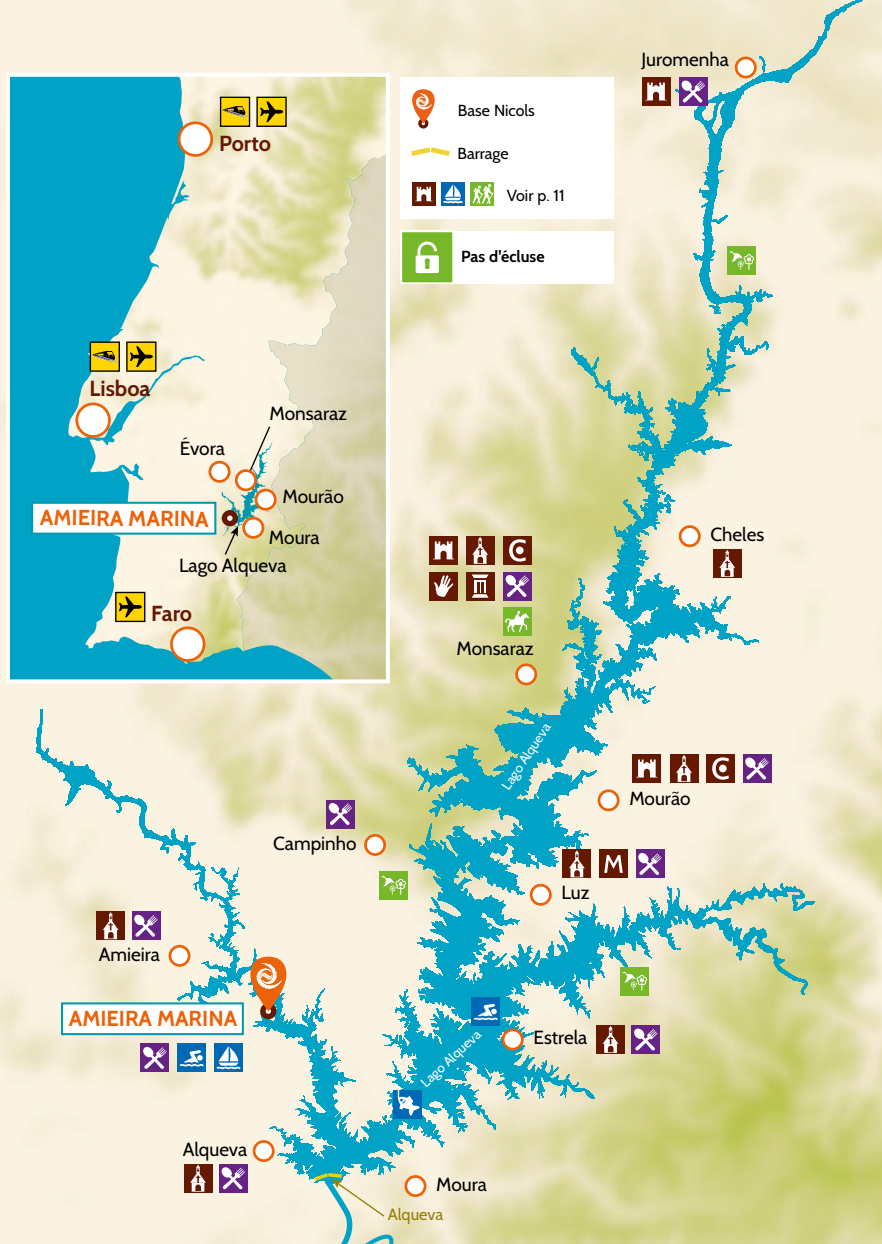 Juromenha
Base Nicols
Barrage
Voir p. 11
Pas d'écluse
Porto
Lisboa
Monsaraz
Évora
Mourão
AMIEIRA MARINA
Moura
Lago Alqueva
Faro
Cheles
Monsaraz
Lago Alqueva
Mourão
Campinho
M
Luz
Amieira
AMIEIRA MARINA
Estrela
Lago Alqueva
Alqueva
Moura
Alqueva